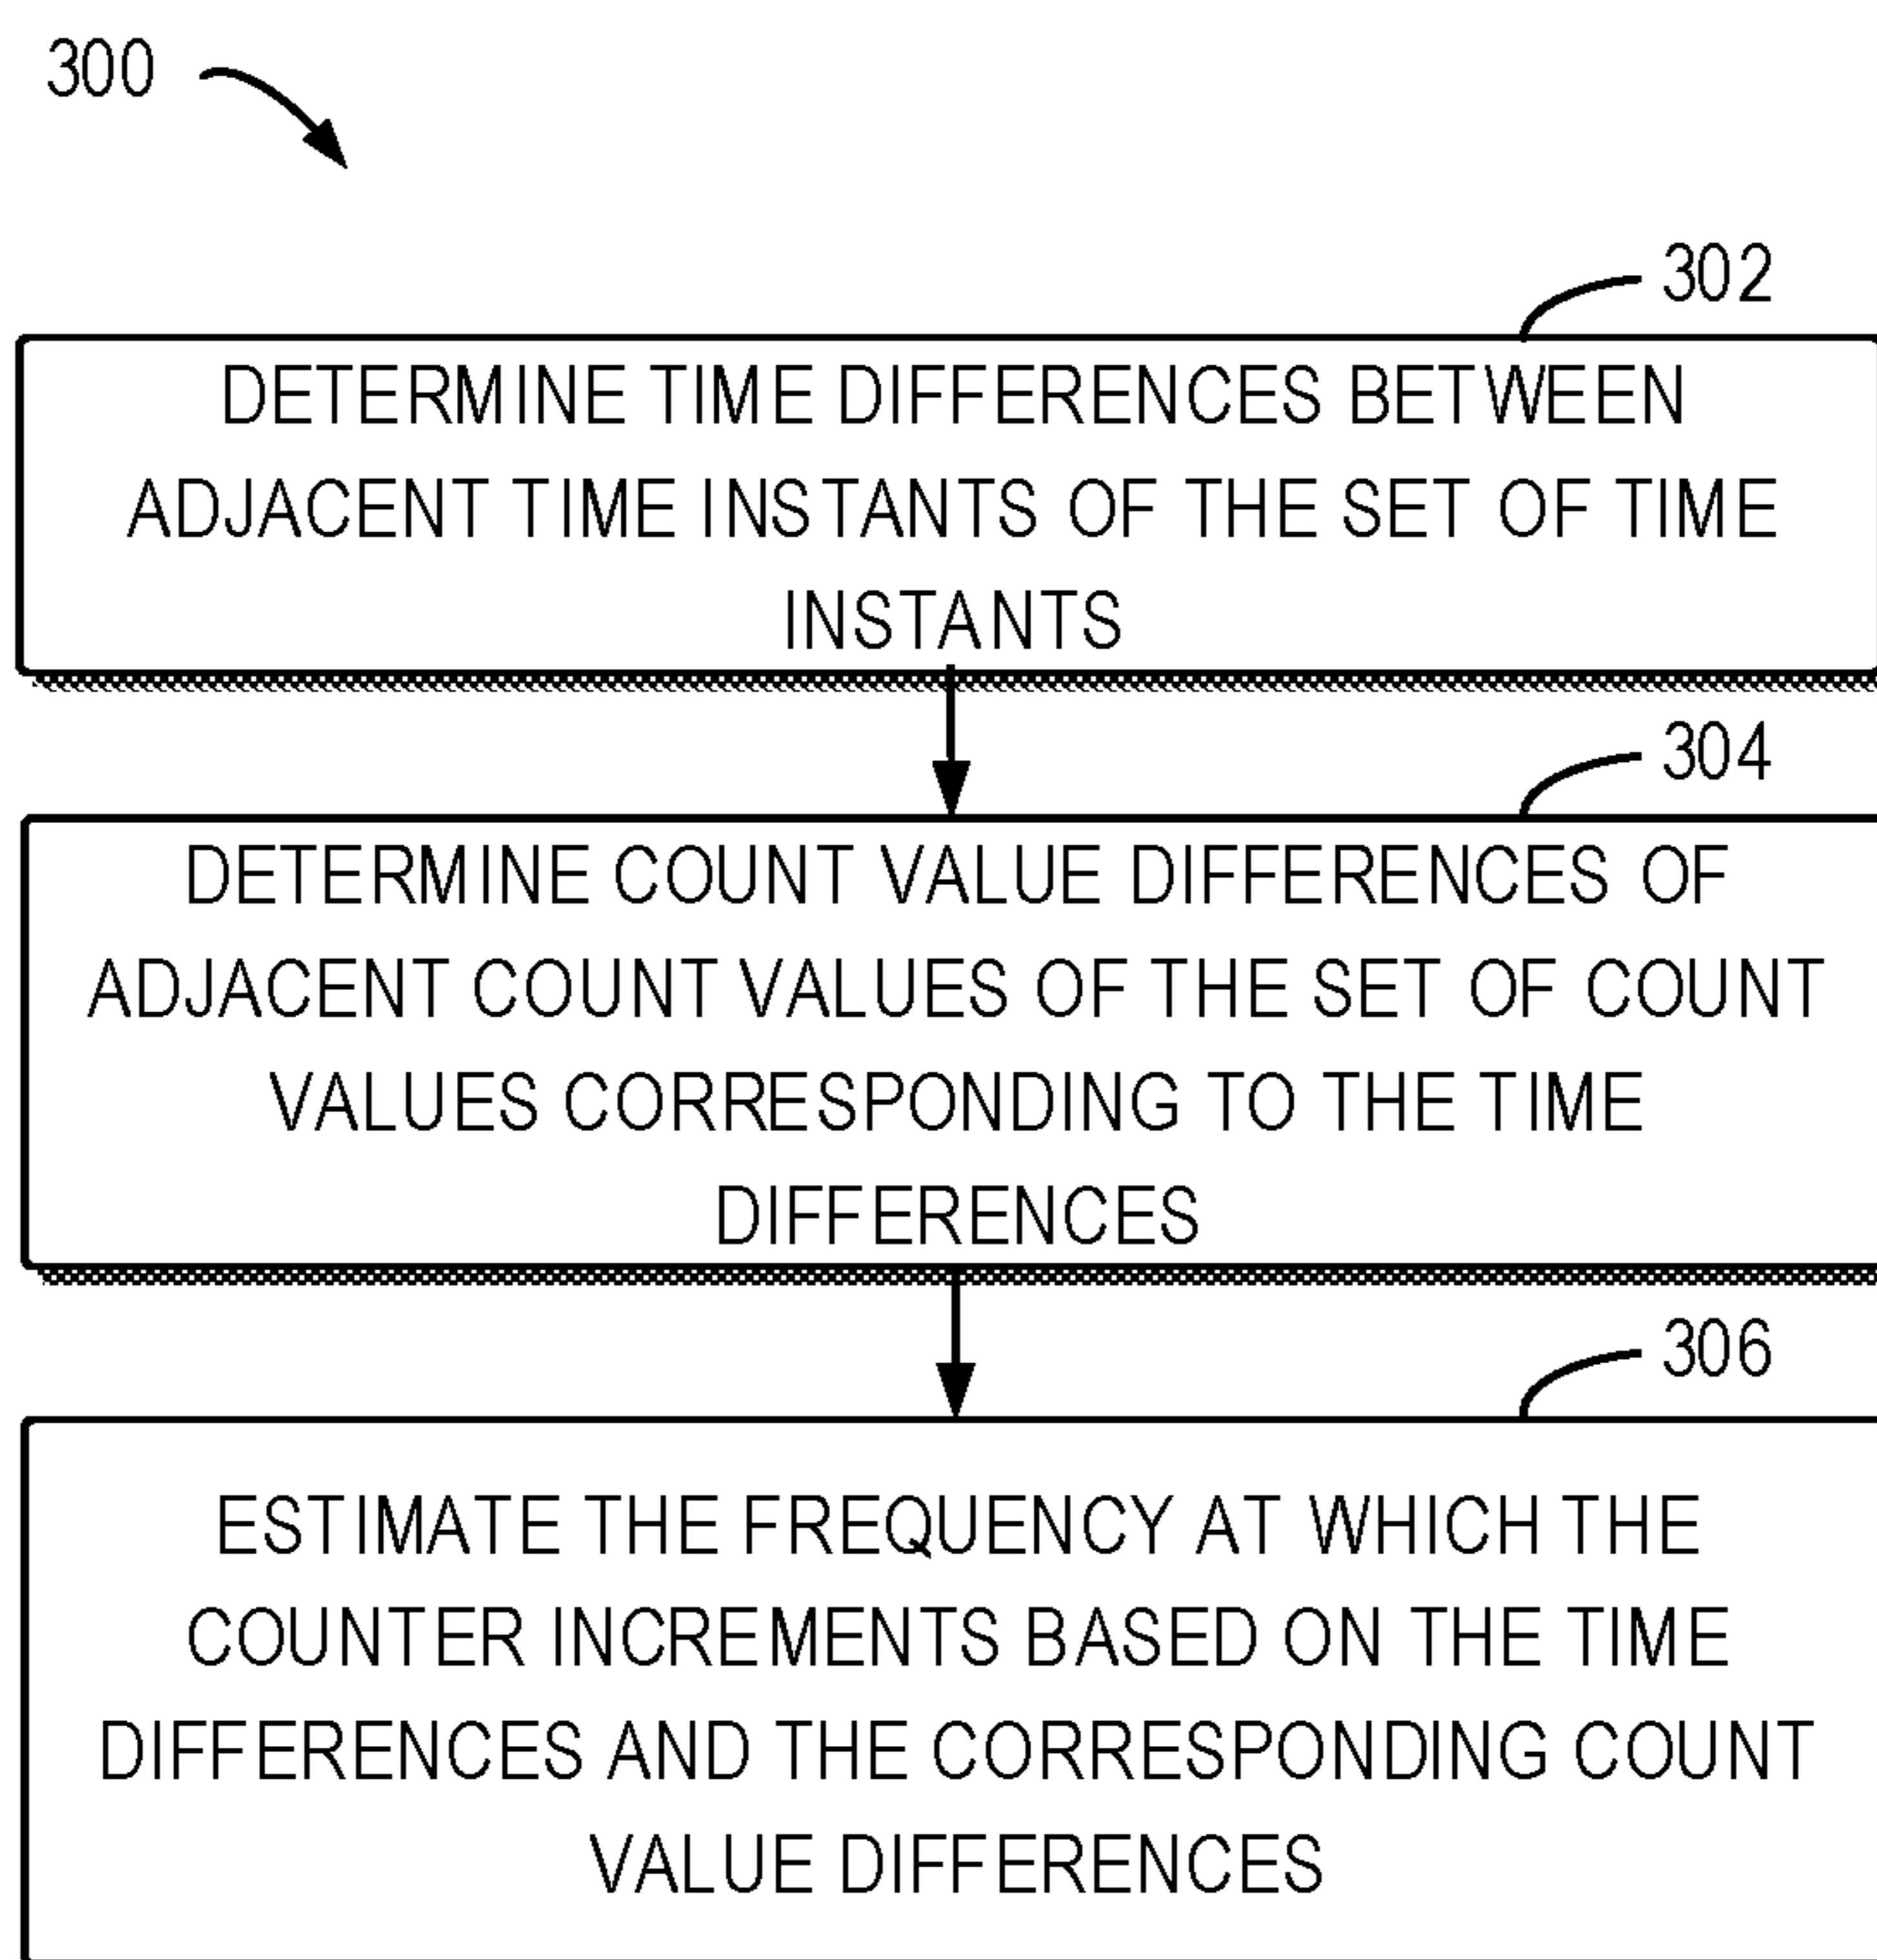 300
302
DETERMINE TIME DIFFERENCES BETWEEN
ADJACENT TIME INSTANTS OF THE SET OF TIME
INSTANTS
304
DETERMINE COUNT VALUE DIFFERENCES OF
ADJACENT COUNT VALUES OF THE SET OF COUNT
VALUES CORRESPONDING TO THE TIME
DIFFERENCES
306
ESTIMATE THE FREQUENCY AT WHICH THE
COUNTER INCREMENTS BASED ON THE TIME
DIFFERENCES AND THE CORRESPONDING COUNT
VALUE DIFFERENCES